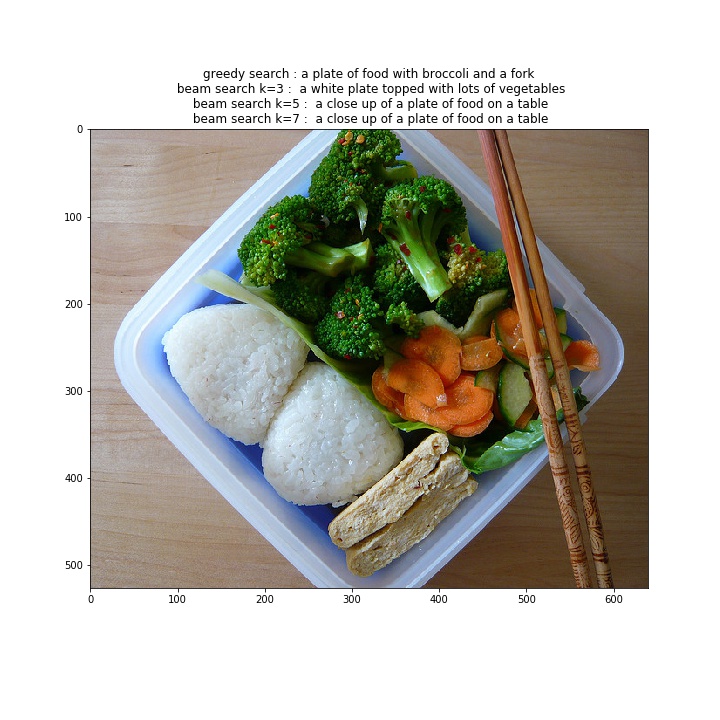 greedy search : a plate of food with broccoli and a fork
beam search k=3 :  a white plate topped with lots of vegetables
beam search k=5 :  a close up of a plate of food on a table
beam search k=7 :  a close up of a plate of food on a table
0
100
200
300
400
500
0 100 200 300 400 500 600